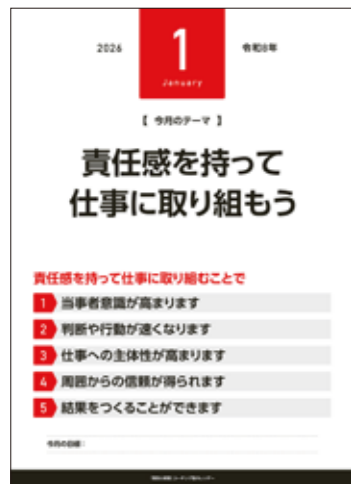 2026
1
January
令和8年
【 今月のテーマ 】
責任感を持って
仕事に取り組もう
責任感を持って仕事に取り組むことで
1 当事者意識が高まります
2 判断や行動が速くなります
3 仕事への主体性が高まります
4 周囲からの信頼が得られます
5 結果をつくることができます
今月の目標：